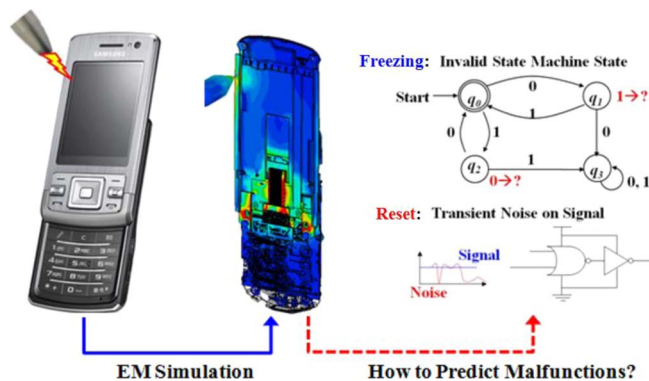 SAMSUNG
Freezing: Invalid State Machine State
Start
0
q0
q1
1→?
1
0
1
0
q2
1
q3
0→?
0, 1
Reset: Transient Noise on Signal
Signal
Noise
EM Simulation
How to Predict Malfunctions?